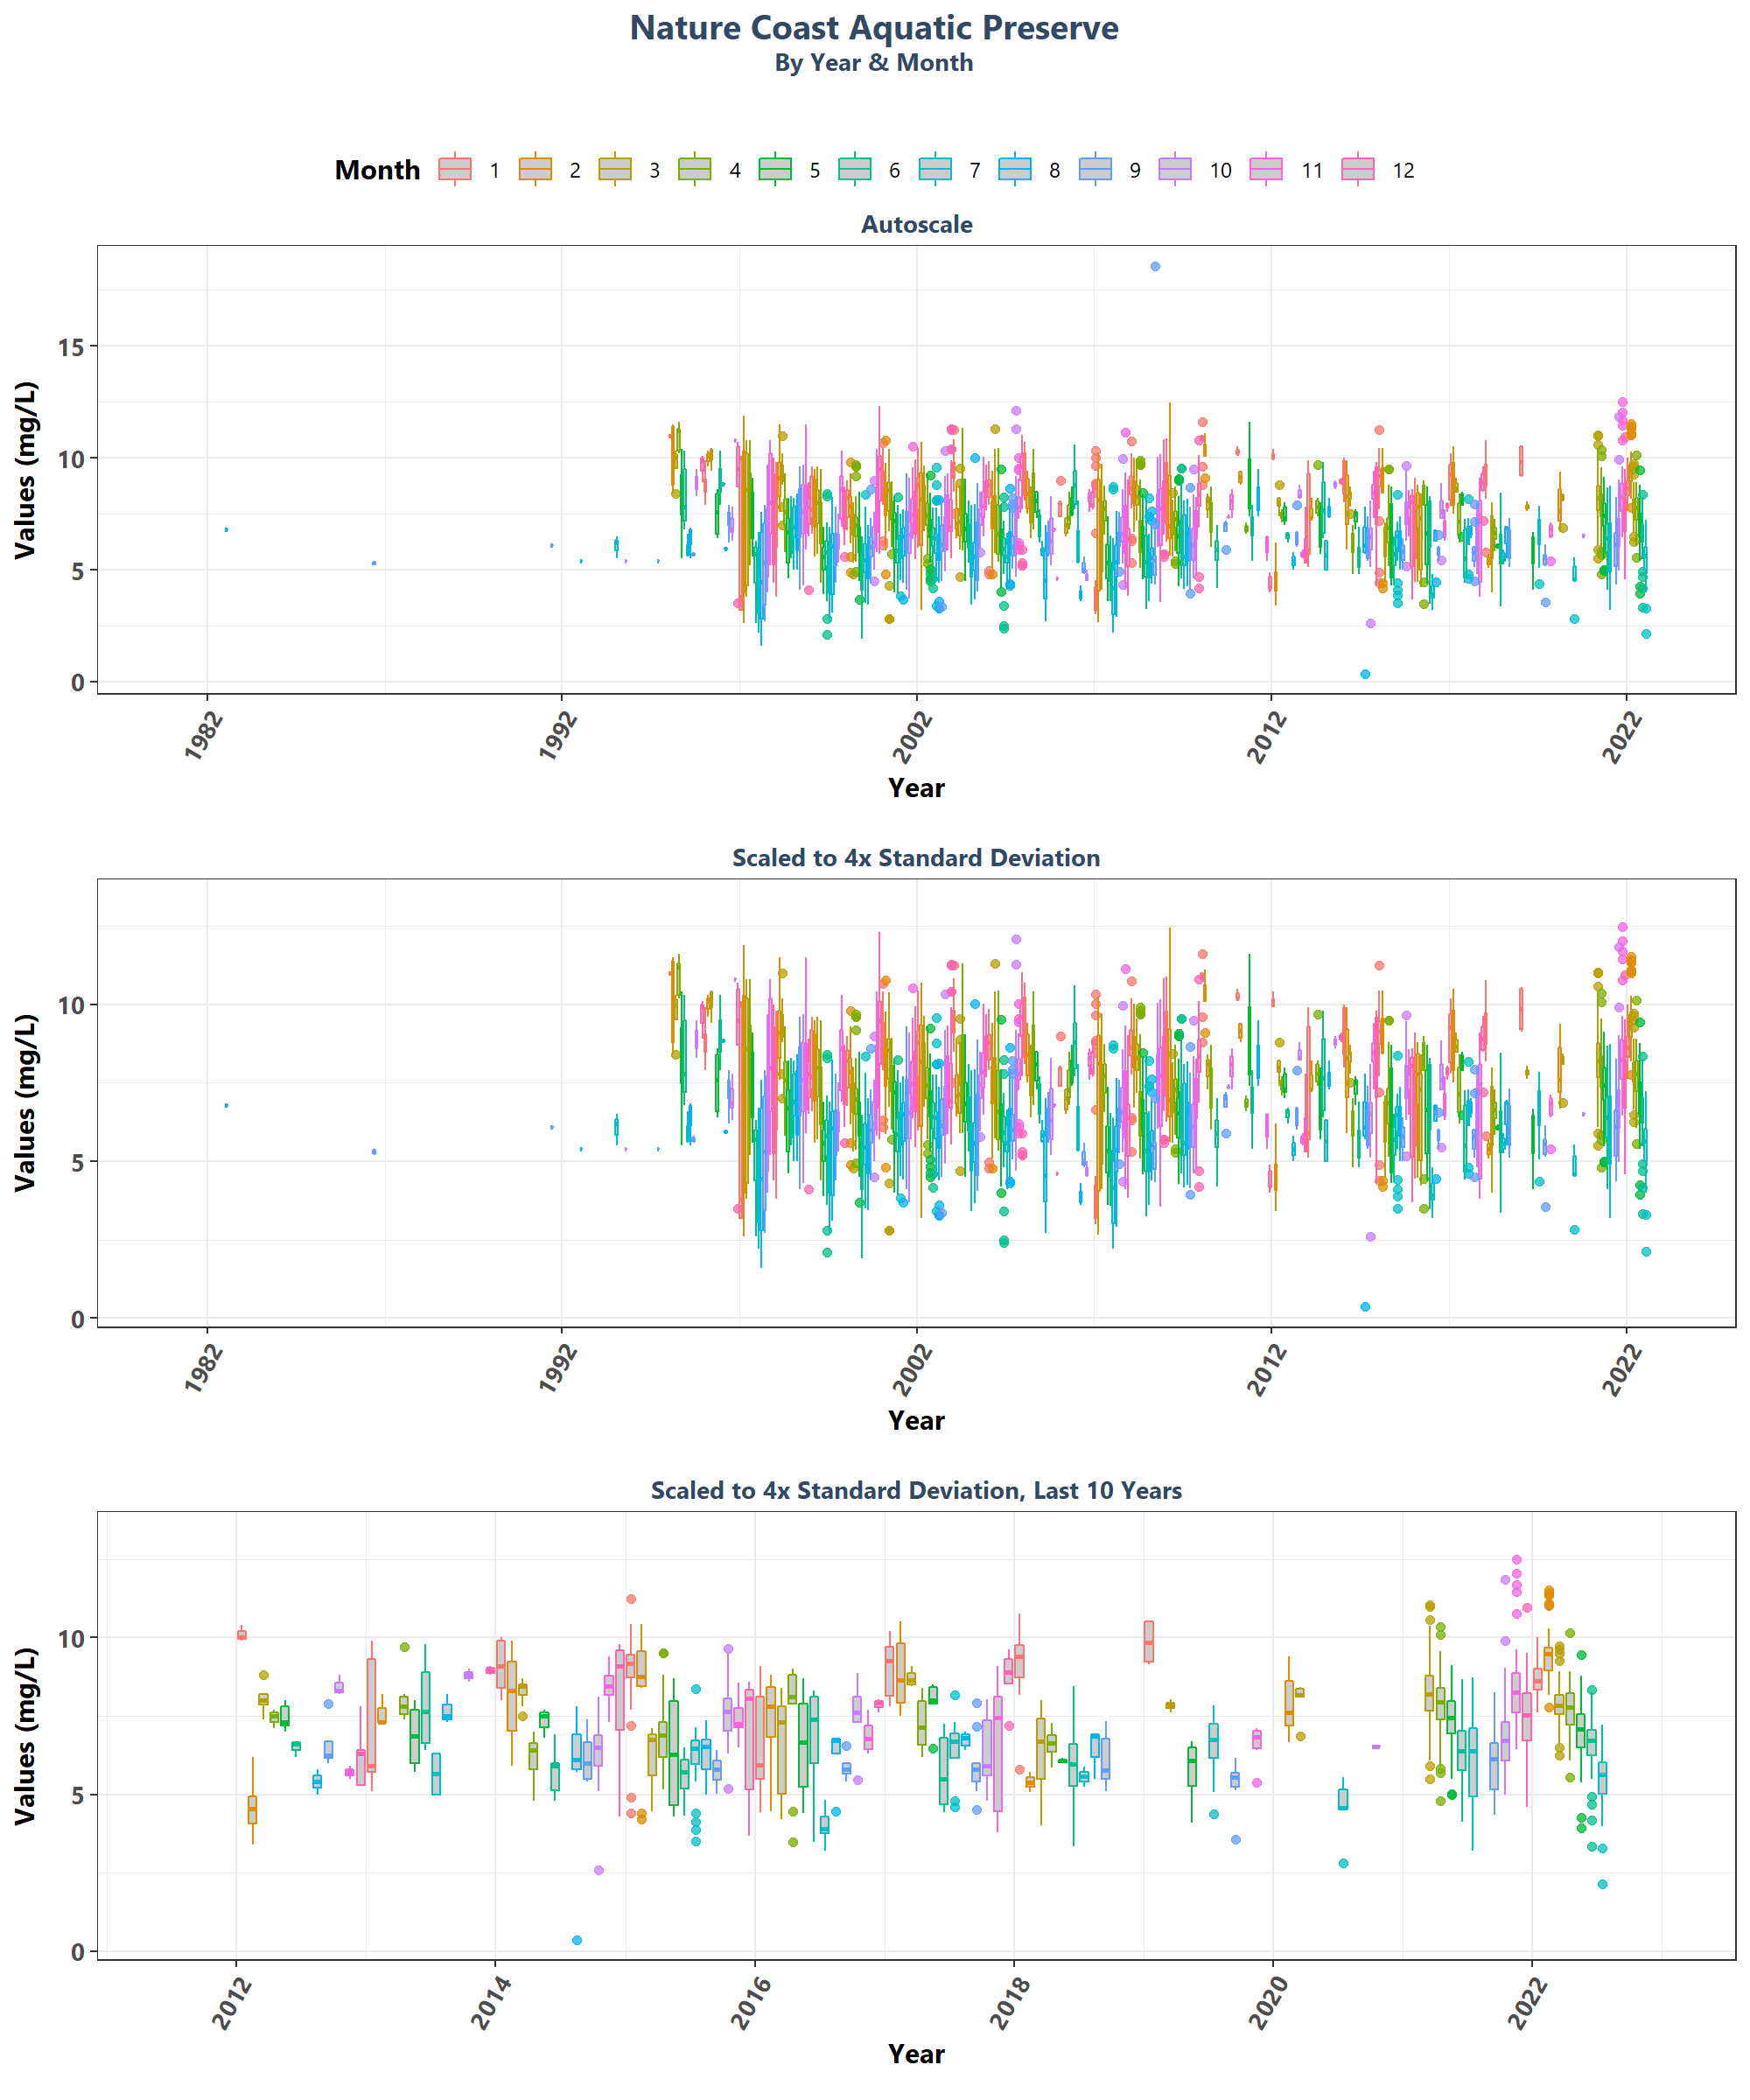 Nature Coast Aquatic Preserve
By Year & Month
Month 1 2 3 4 5 6 7 8 9 10 11 12
Autoscale
Values (mg/L)
15
10
5
0
1982 1992 2002 2012 2022
Year
Scaled to 4x Standard Deviation
Values (mg/L)
10
5
0
1982 1992 2002 2012 2022
Year
Scaled to 4x Standard Deviation, Last 10 Years
Values (mg/L)
10
5
0
2012 2014 2016 2018 2020 2022
Year